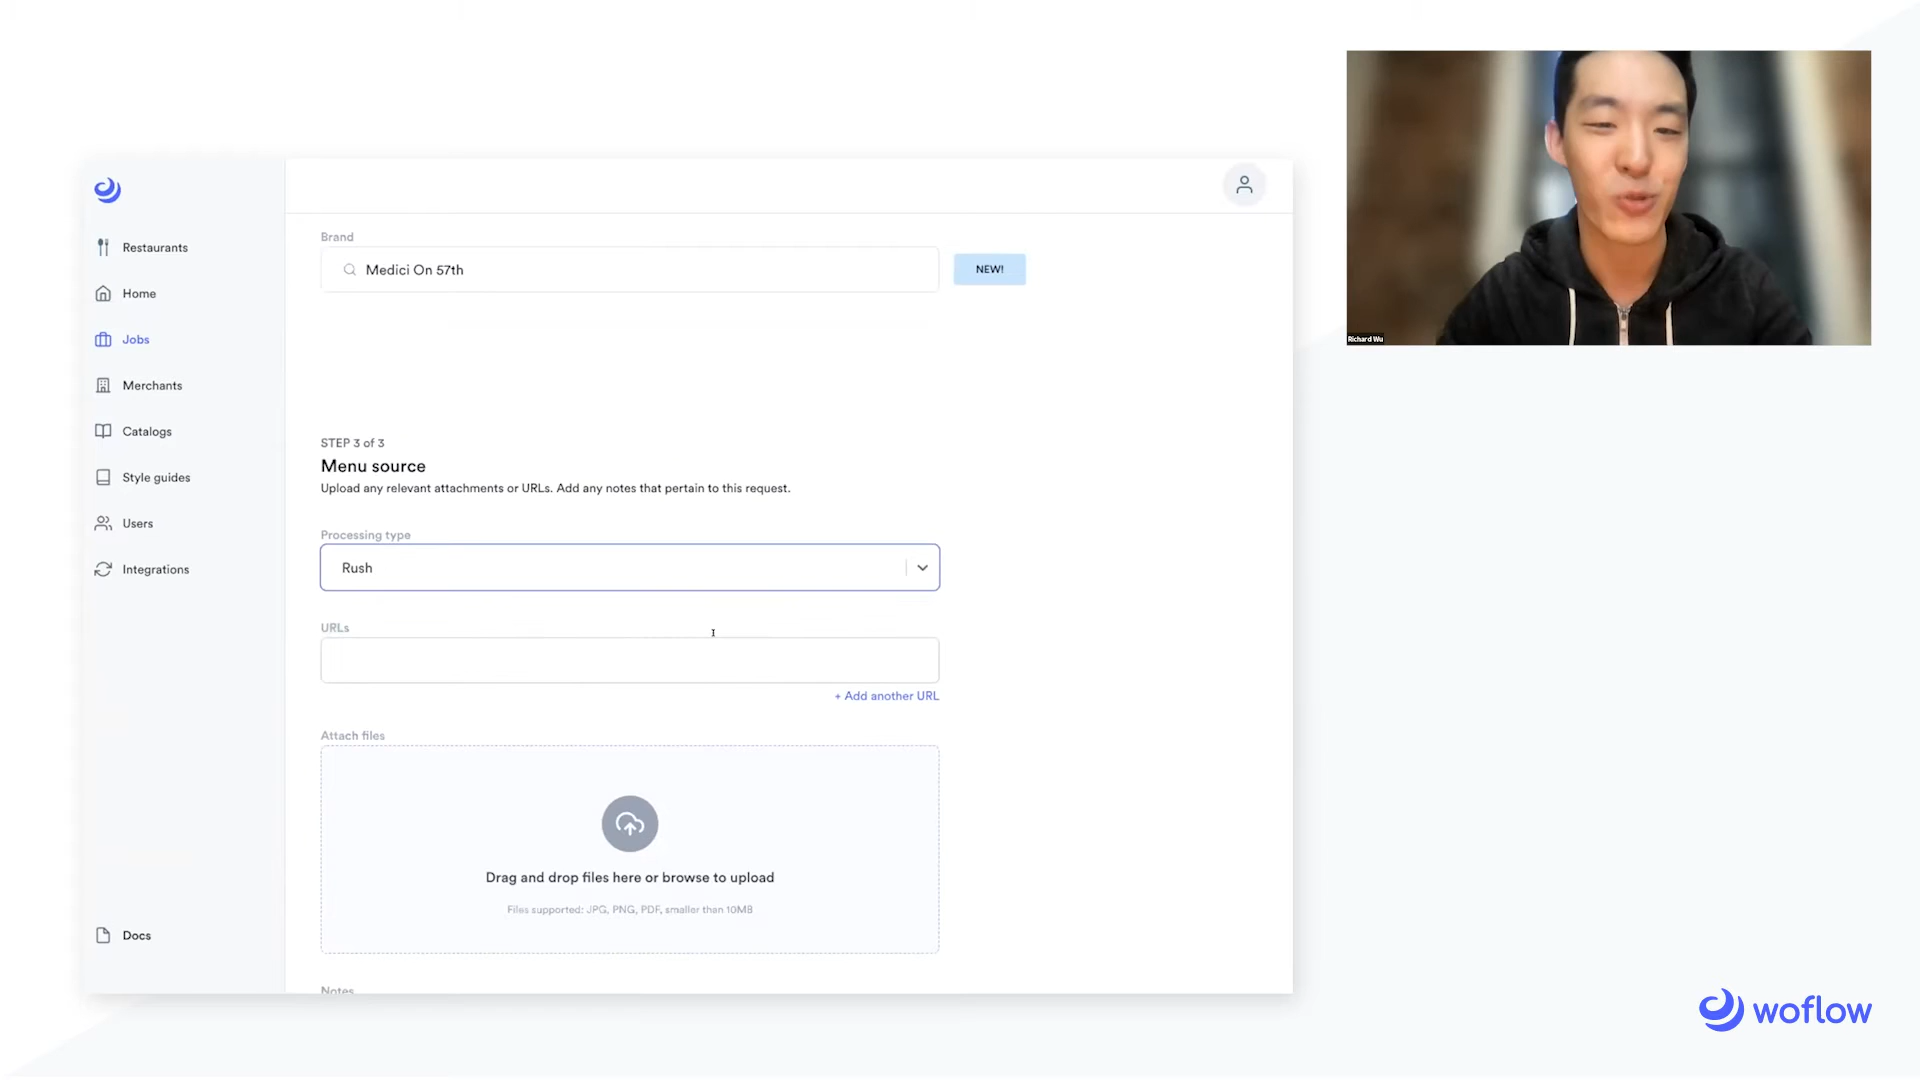 Restaurants
Home
Jobs
Merchants
Catalogs
Style guides
Users
Integrations
Docs
Brand
Medici On 57th
NEW!
STEP 3 of 3
Menu source
Upload any relevant attachments or URLs. Add any notes that pertain to this request.
Processing type
Rush
URLs
+ Add another URL
Attach files
Drag and drop files here or browse to upload
Files supported: JPG, PNG, PDF, smaller than 10MB
Notes
Richard Wu
woflow